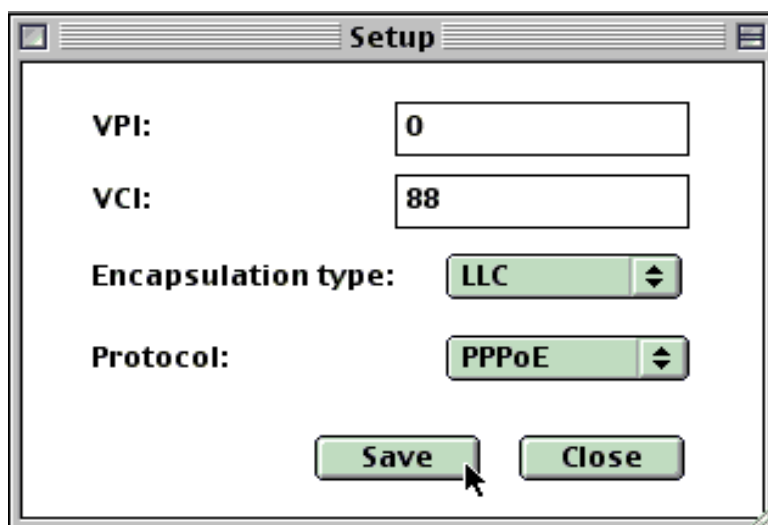 Setup
VPI: 0
VCI: 88
Encapsulation type: LLC
Protocol: PPPoE
Save Close